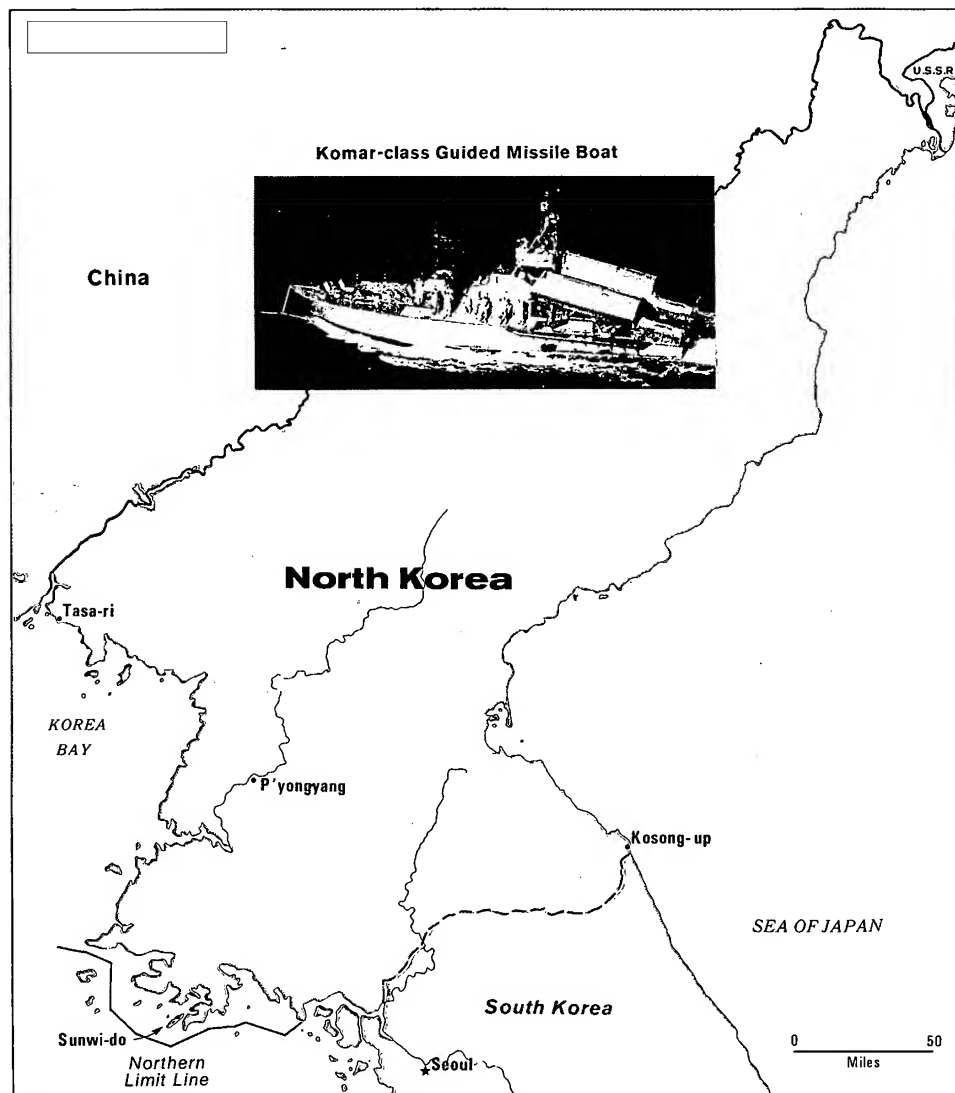 U.S.S.R.
Komar-class Guided Missile Boat
China
North Korea
Tasa-ri
KOREA
BAY
P'yongyang
Kosong-up
SEA OF JAPAN
South Korea
Sunwi-do
Northern
Limit Line
Seoul
0 50
Miles